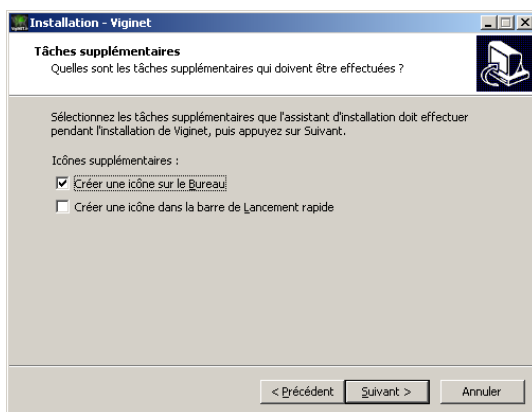 Installation - Viginet
Tâches supplémentaires
Quelles sont les tâches supplémentaires qui doivent être effectuées ?
Sélectionnez les tâches supplémentaires que l'assistant d'installation doit effectuer
pendant l'installation de Viginet, puis appuyez sur Suivant.
Icônes supplémentaires :
Créer une icône sur le Bureau
Créer une icône dans la barre de Lancement rapide
< Précédent Suivant > Annuler